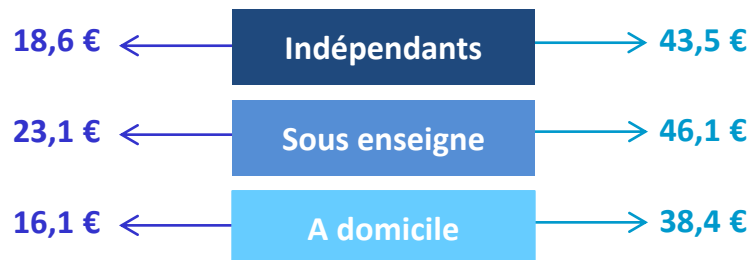 18,6 € Indépendants 43,5 €
23,1 € Sous enseigne 46,1 €
16,1 € A domicile 38,4 €